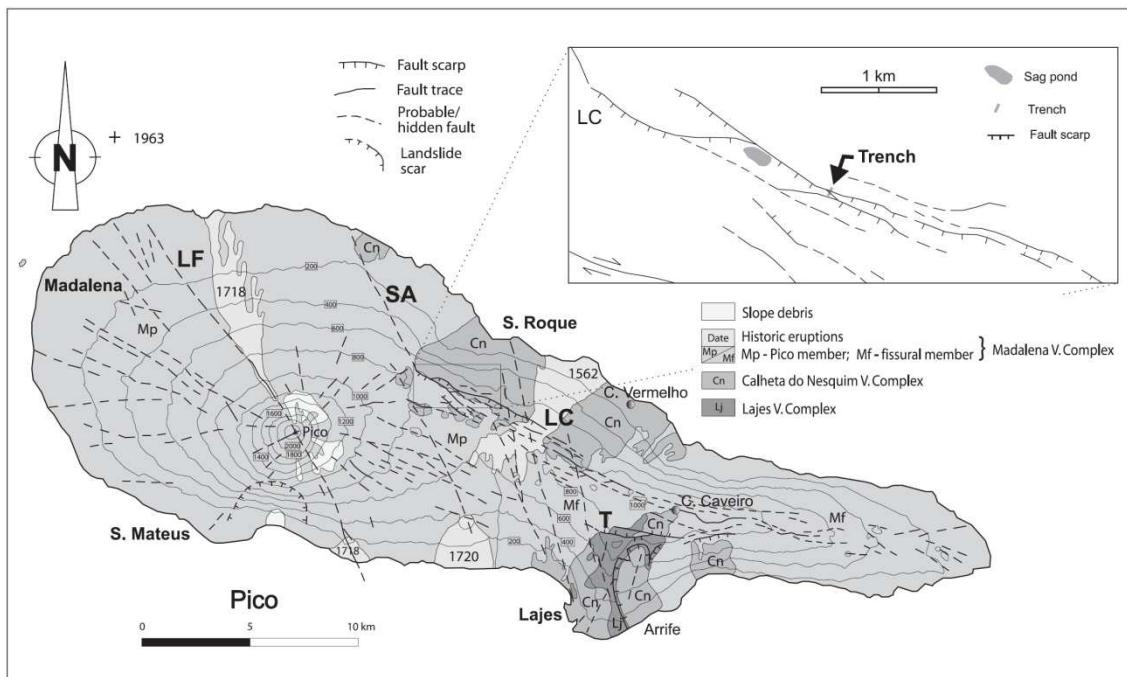 Fault scarp
Fault trace
Probable/
hidden fault
Landslide
scar
N
1963
1 km
Sag pond
Trench
Fault scarp
LC
Trench
Madalena
LF
1718
Mp
Cn
200
SA
400
600
800
1000
S. Roque
Cn
1562
C. Vermelho
Cn
LC
1600
1200
Pico
2000
1800
1400
Mp
S. Mateus
1718
1720
200
400
600
800
1000
Mf
T
Cn
C. Caveiro
Mf
Cn
Lajes
Cn
Cn
Lj
Arrife
Slope debris
Date Historic eruptions
Mp Mf Mp - Pico member; Mf - fissural member } Madalena V. Complex
Cn Calheta do Nesquim V. Complex
Lj Lajes V. Complex
Pico
0 5 10 km